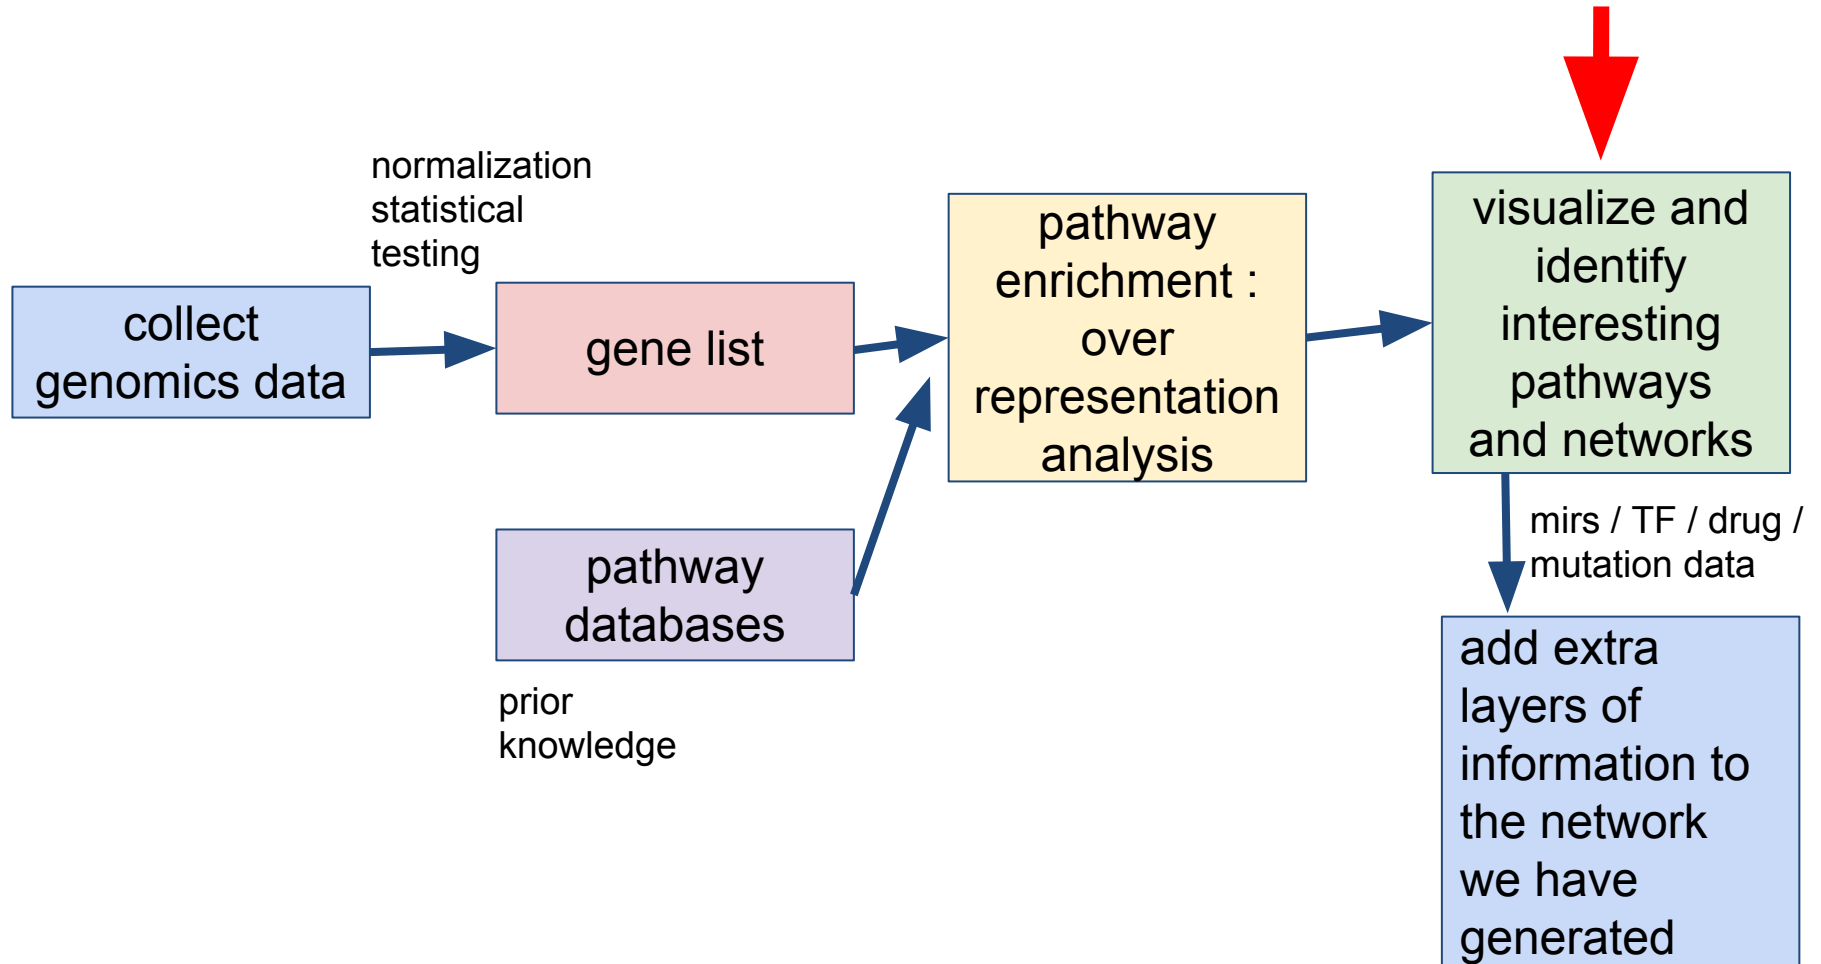 normalization
statistical
testing
collect
genomics data
gene list
pathway
databases
prior
knowledge
pathway
enrichment :
over
representation
analysis
visualize and
identify
interesting
pathways
and networks
mirs / TF / drug /
mutation data
add extra
layers of
information to
the network
we have
generated